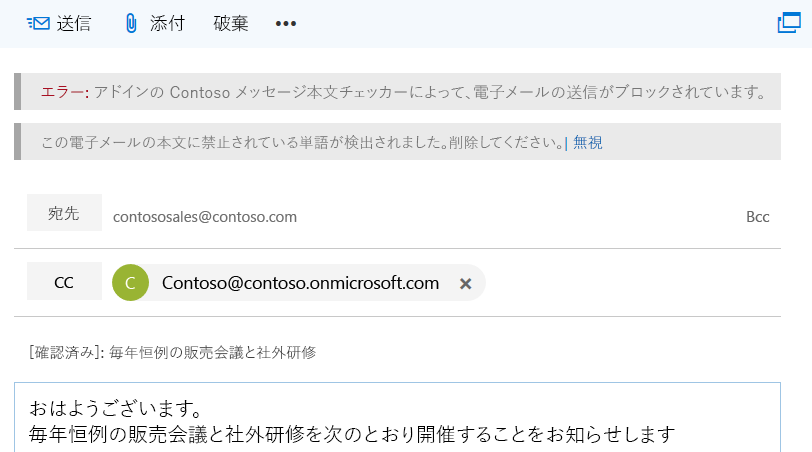 送信 添付 破棄 •••
エラー: アドインの Contoso メッセージ本文チェッカーによって、電子メールの送信がブロックされています。
この電子メールの本文に禁止されている単語が検出されました。削除してください。| 無視
宛先 contososales@contoso.com Bcc
CC C Contoso@contoso.onmicrosoft.com ×
[確認済み]: 毎年恒例の販売会議と社外研修
おはようございます。
毎年恒例の販売会議と社外研修を次のとおり開催することをお知らせします